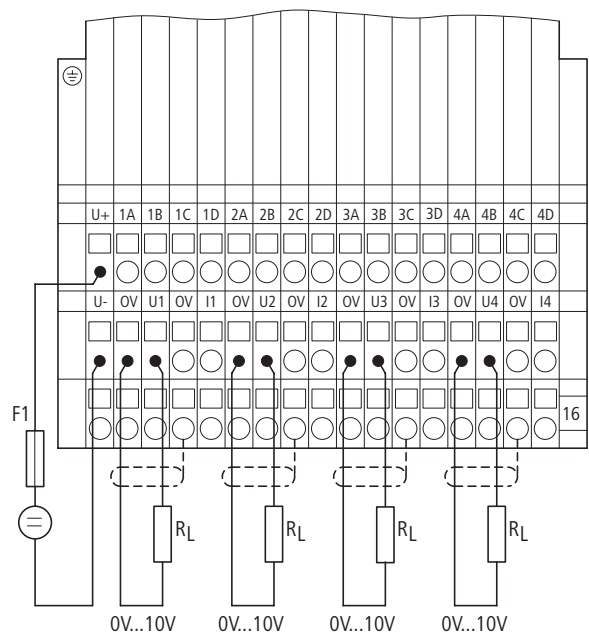 U+ 1A 1B 1C 1D 2A 2B 2C 2D 3A 3B 3C 3D 4A 4B 4C 4D
U- 0V U1 0V I1 0V U2 0V I2 0V U3 0V I3 0V U4 0V I4
F1
16
RL RL RL RL
0V...10V 0V...10V 0V...10V 0V...10V